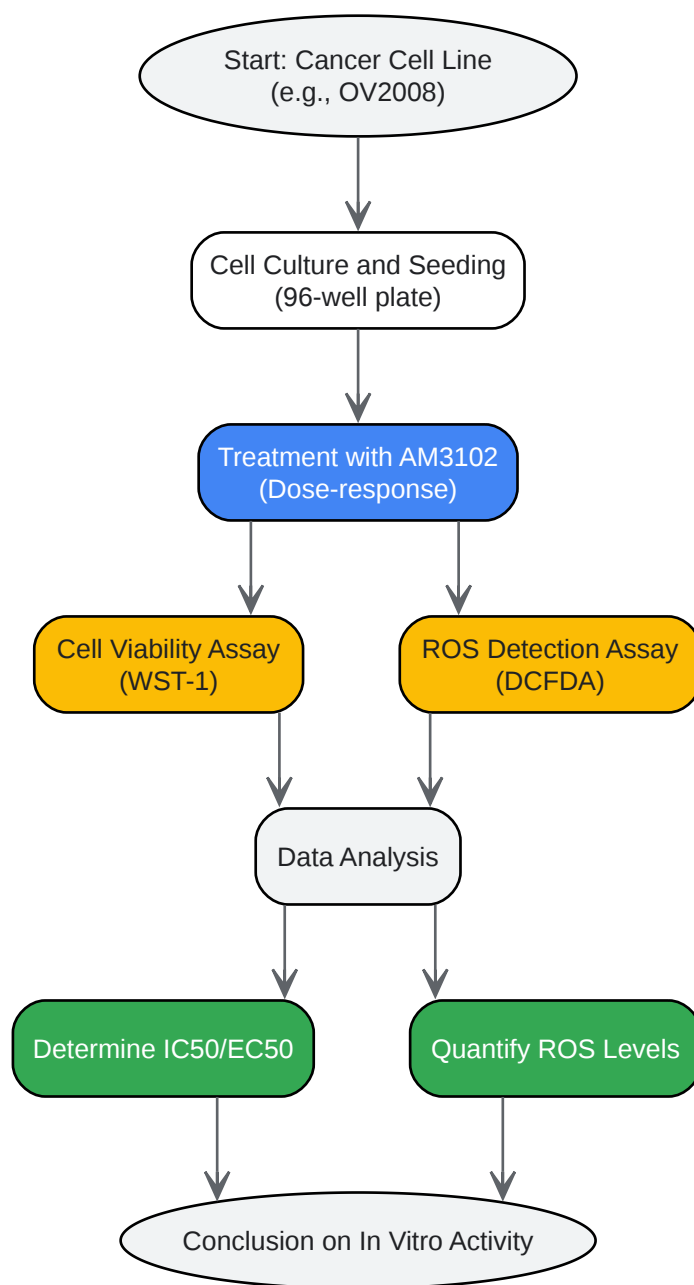 Start: Cancer Cell Line
(e.g., OV2008)
Cell Culture and Seeding
(96-well plate)
Treatment with AM3102
(Dose-response)
Cell Viability Assay
(WST-1)
ROS Detection Assay
(DCFDA)
Data Analysis
Determine IC50/EC50
Quantify ROS Levels
Conclusion on In Vitro Activity